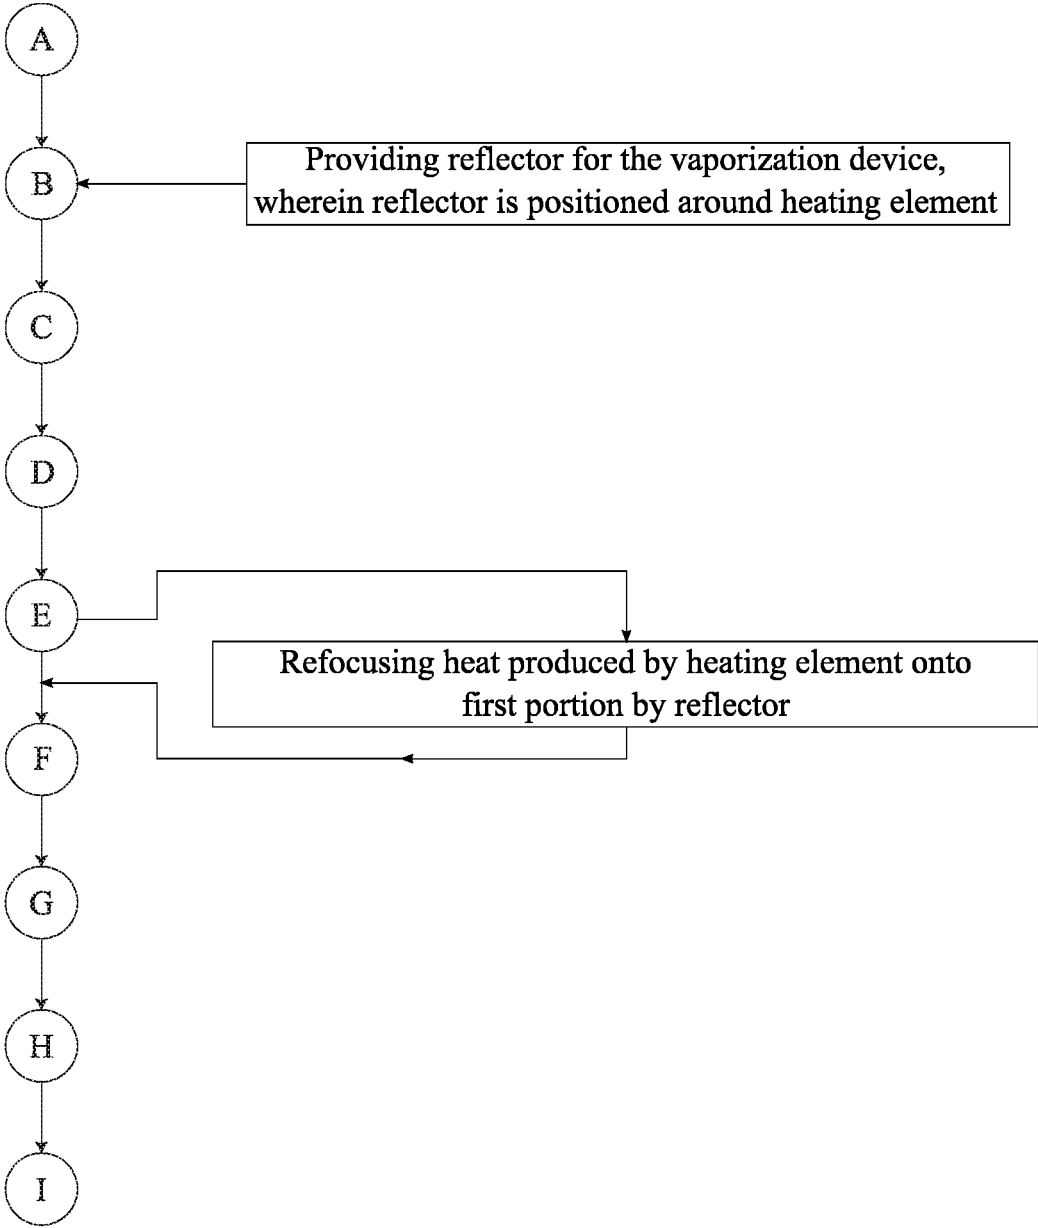 A
B
Providing reflector for the vaporization device,
wherein reflector is positioned around heating element
C
D
E
Refocusing heat produced by heating element onto
first portion by reflector
F
G
H
I